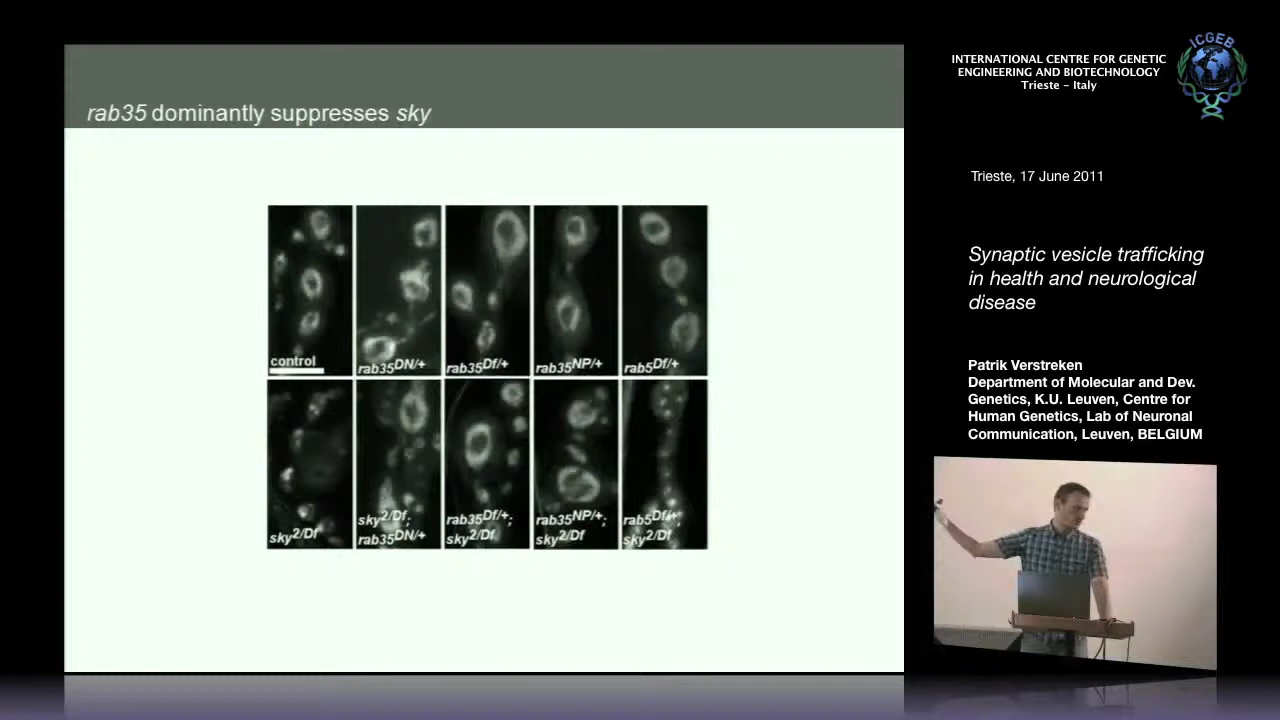 rab35 dominantly suppresses sky
control
rab35DN/+
rab35Df/+
rab35NP/+
rab5Df/+
sky2/Df
sky2/Df;
rab35DN/+
rab35Df/+;
sky2/Df
rab35NP/+;
sky2/Df
rab5Df/+;
sky2/Df
INTERNATIONAL CENTRE FOR GENETIC
ENGINEERING AND BIOTECHNOLOGY
Trieste - Italy
ICGEB
Trieste, 17 June 2011
Synaptic vesicle trafficking
in health and neurological
disease
Patrik Verstreken
Department of Molecular and Dev.
Genetics, K.U. Leuven, Centre for
Human Genetics, Lab of Neuronal
Communication, Leuven, BELGIUM